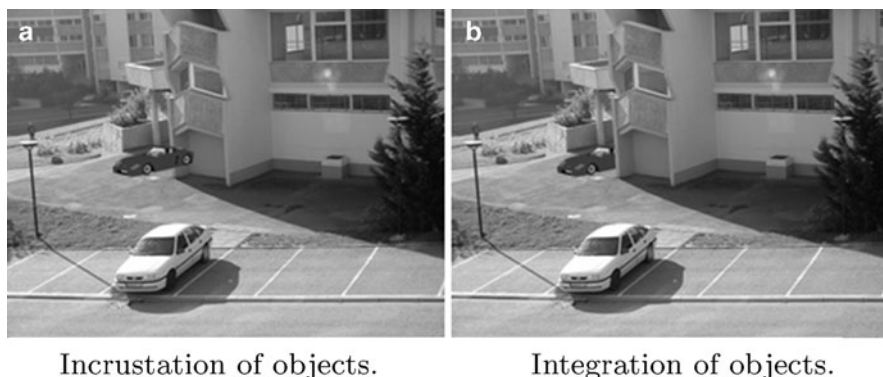 a
b
Incrustation of objects.
Integration of objects.